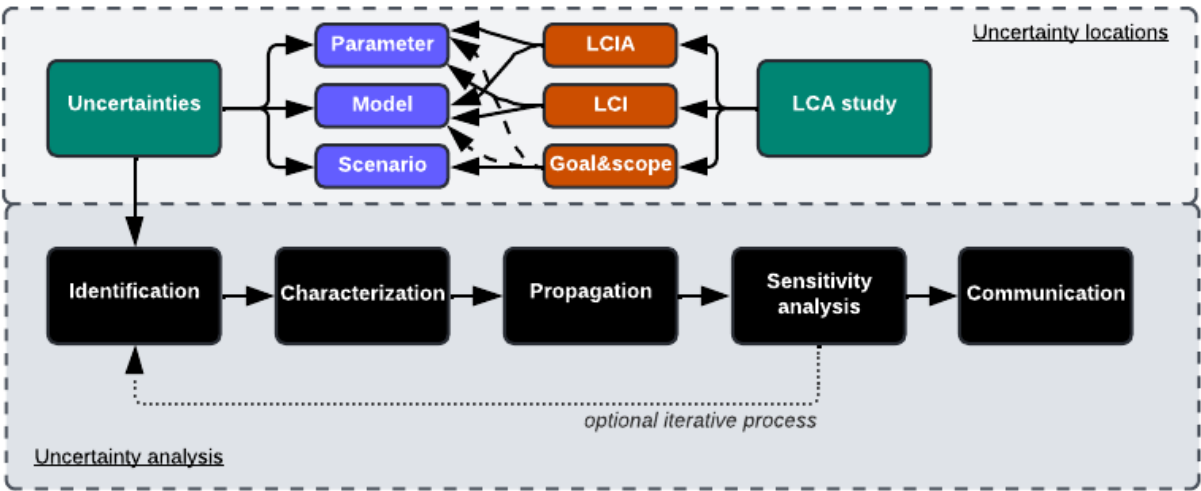 Uncertainty locations
Parameter
LCIA
Uncertainties
Model
LCI
LCA study
Scenario
Goal&scope
Identification
Characterization
Propagation
Sensitivity
analysis
Communication
optional iterative process
Uncertainty analysis